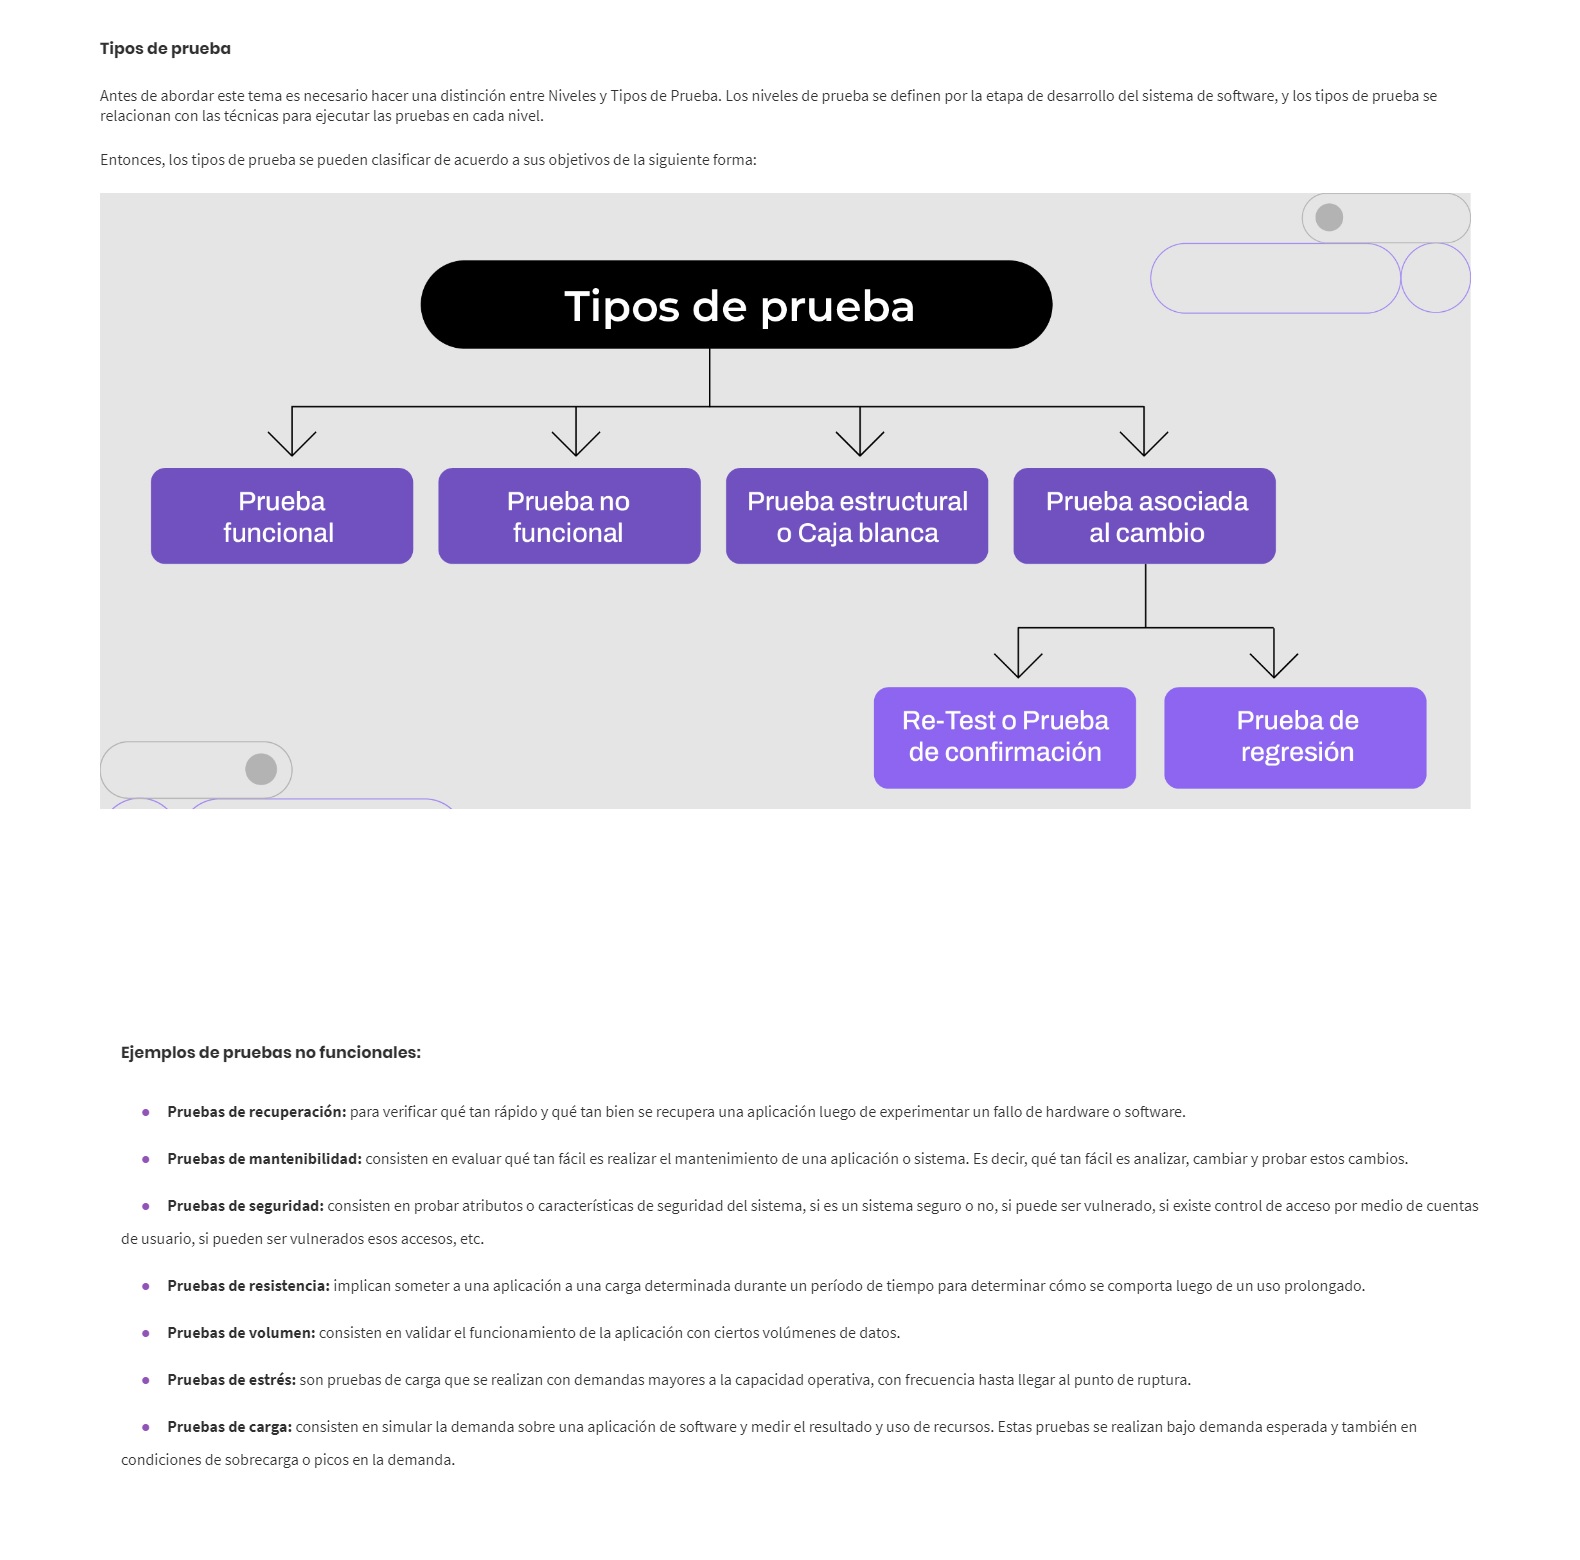 Tipos de prueba
Antes de abordar este tema es necesario hacer una distinción entre Niveles y Tipos de Prueba. Los niveles de prueba se definen por la etapa de desarrollo del sistema de software, y los tipos de prueba se
relacionan con las técnicas para ejecutar las pruebas en cada nivel.
Entonces, los tipos de prueba se pueden clasificar de acuerdo a sus objetivos de la siguiente forma:
Tipos de prueba
Prueba
funcional
Prueba no
funcional
Prueba estructural
o Caja blanca
Prueba asociada
al cambio
Re-Test o Prueba
de confirmación
Prueba de
regresión
Ejemplos de pruebas no funcionales:
● Pruebas de recuperación: para verificar qué tan rápido y qué tan bien se recupera una aplicación luego de experimentar un fallo de hardware o software.
● Pruebas de mantenibilidad: consisten en evaluar qué tan fácil es realizar el mantenimiento de una aplicación o sistema. Es decir, qué tan fácil es analizar, cambiar y probar estos cambios.
● Pruebas de seguridad: consisten en probar atributos o características de seguridad del sistema, si es un sistema seguro o no, si puede ser vulnerado, si existe control de acceso por medio de cuentas
de usuario, si pueden ser vulnerados esos accesos, etc.
● Pruebas de resistencia: implican someter a una aplicación a una carga determinada durante un período de tiempo para determinar cómo se comporta luego de un uso prolongado.
● Pruebas de volumen: consisten en validar el funcionamiento de la aplicación con ciertos volúmenes de datos.
● Pruebas de estrés: son pruebas de carga que se realizan con demandas mayores a la capacidad operativa, con frecuencia hasta llegar al punto de ruptura.
● Pruebas de carga: consisten en simular la demanda sobre una aplicación de software y medir el resultado y uso de recursos. Estas pruebas se realizan bajo demanda esperada y también en
condiciones de sobrecarga o picos en la demanda.